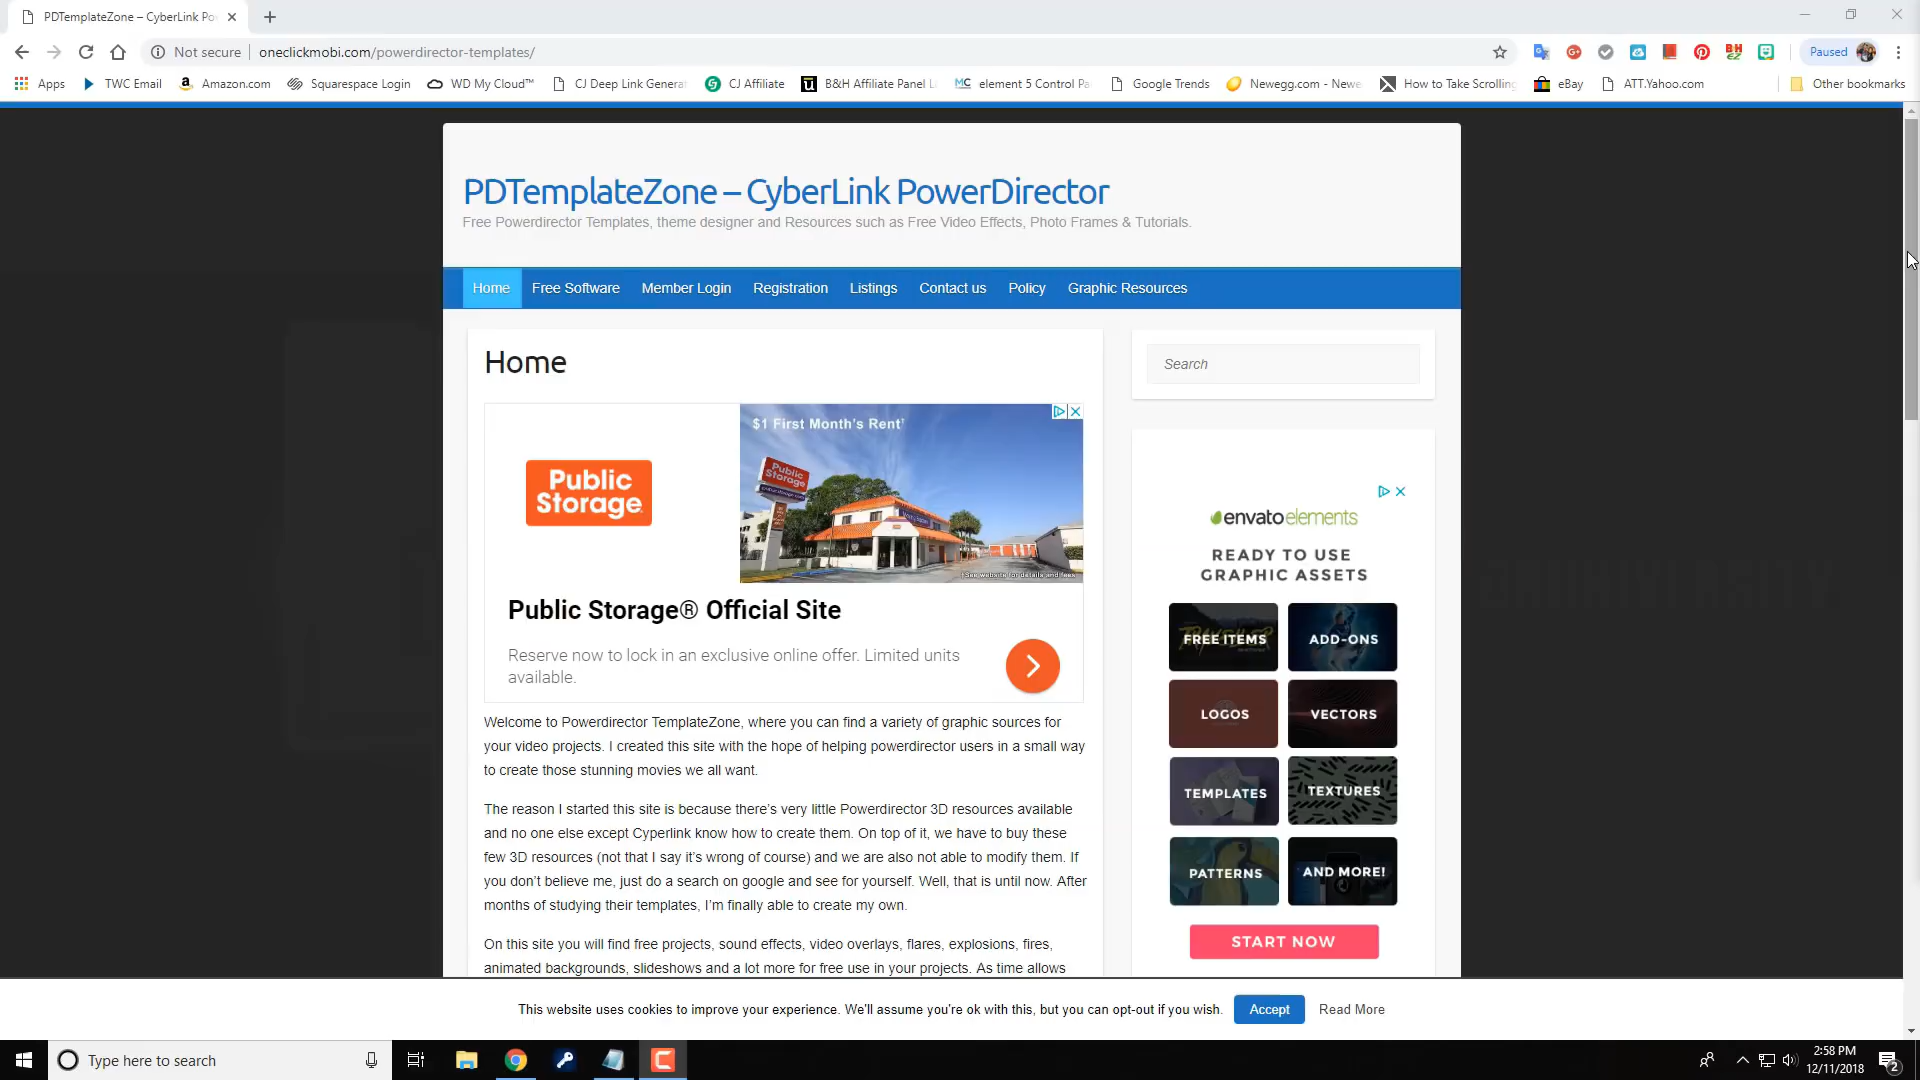 PDTemplateZone – CyberLink Po
Not secure
oneclickmobi.com/powerdirector-templates/
Paused
Apps
TWC Email
Amazon.com
Squarespace Login
WD My Cloud™
CJ Deep Link Genera
CJ Affiliate
B&H Affiliate Panel L
element 5 Control Pa
Google Trends
Newegg.com - Newe
How to Take Scrolling
eBay
ATT.Yahoo.com
Other bookmarks
PDTemplateZone – CyberLink PowerDirector
Free Powerdirector Templates, theme designer and Resources such as Free Video Effects, Photo Frames & Tutorials.
Home
Free Software
Member Login
Registration
Listings
Contact us
Policy
Graphic Resources
Home
Search
$1 First Month's Rent†
Public
Storage
Public
Storage
†See website for details and fees.
Public Storage® Official Site
Reserve now to lock in an exclusive online offer. Limited units
available.
envatoelements
READY TO USE
GRAPHIC ASSETS
FREE ITEMS
ADD-ONS
LOGOS
VECTORS
TEMPLATES
TEXTURES
PATTERNS
AND MORE!
START NOW
Welcome to Powerdirector TemplateZone, where you can find a variety of graphic sources for
your video projects. I created this site with the hope of helping powerdirector users in a small way
to create those stunning movies we all want.
The reason I started this site is because there's very little Powerdirector 3D resources available
and no one else except Cyperlink know how to create them. On top of it, we have to buy these
few 3D resources (not that I say it's wrong of course) and we are also not able to modify them. If
you don't believe me, just do a search on google and see for yourself. Well, that is until now. After
months of studying their templates, I'm finally able to create my own.
On this site you will find free projects, sound effects, video overlays, flares, explosions, fires,
animated backgrounds, slideshows and a lot more for free use in your projects. As time allows
This website uses cookies to improve your experience. We'll assume you're ok with this, but you can opt-out if you wish.
Accept
Read More
Type here to search
2:58 PM
12/11/2018
2